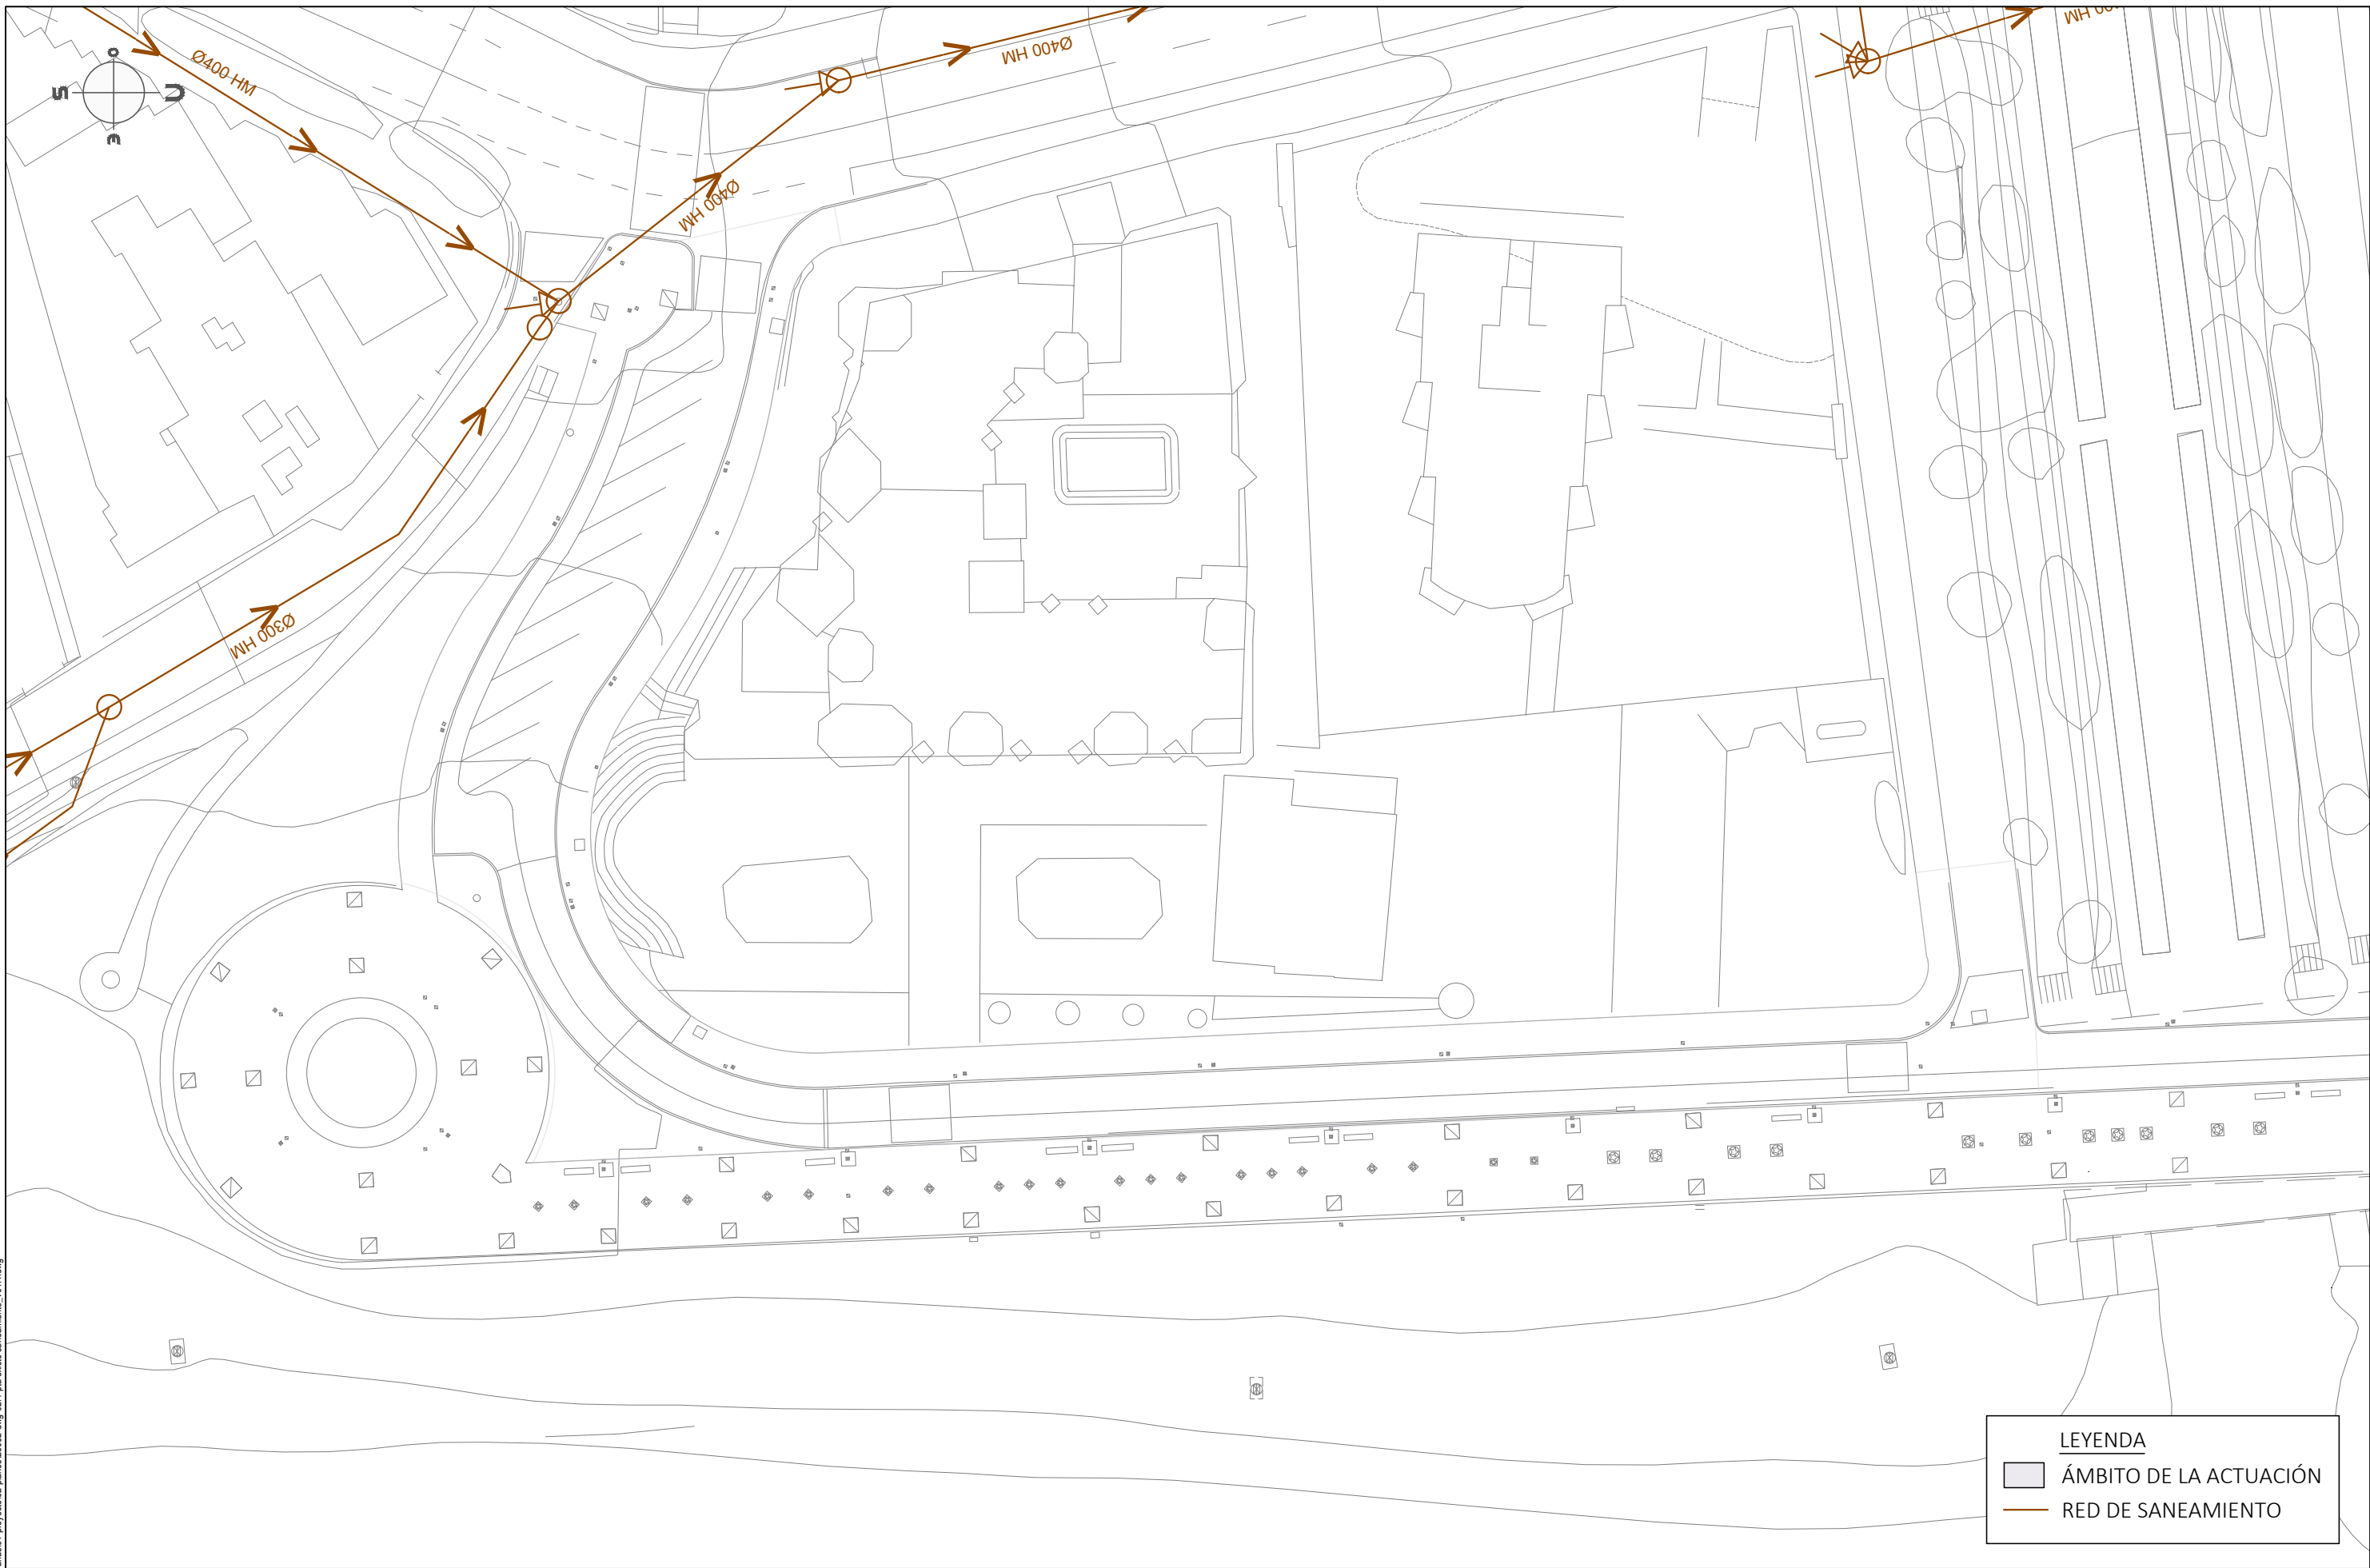 Ø400 HM
Ø400 HM
Ø400 HM
Ø300 HM
LEYENDA
ÁMBITO DE LA ACTUACIÓN
RED DE SANEAMIENTO